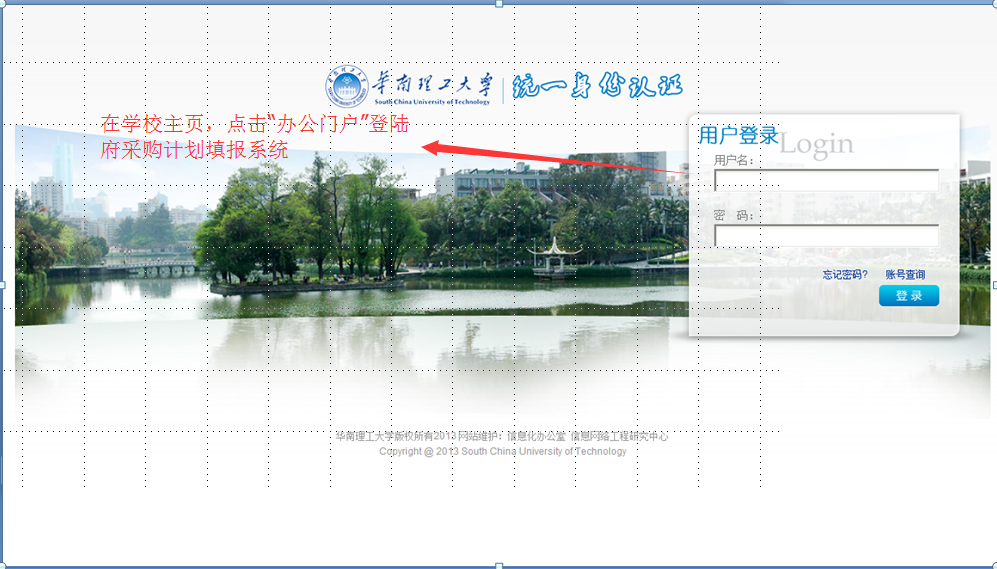 华南理工大学
South China University of Technology
统一身份认证
在学校主页，点击“办公门户”登陆
府采购计划填报系统
用户登录Login
用户名：
密 码：
忘记密码? 账号查询
登 录
华南理工大学版权所有2013 网站维护：信息化办公室 信息网络工程研究中心
Copyright @ 2013 South China University of Technology